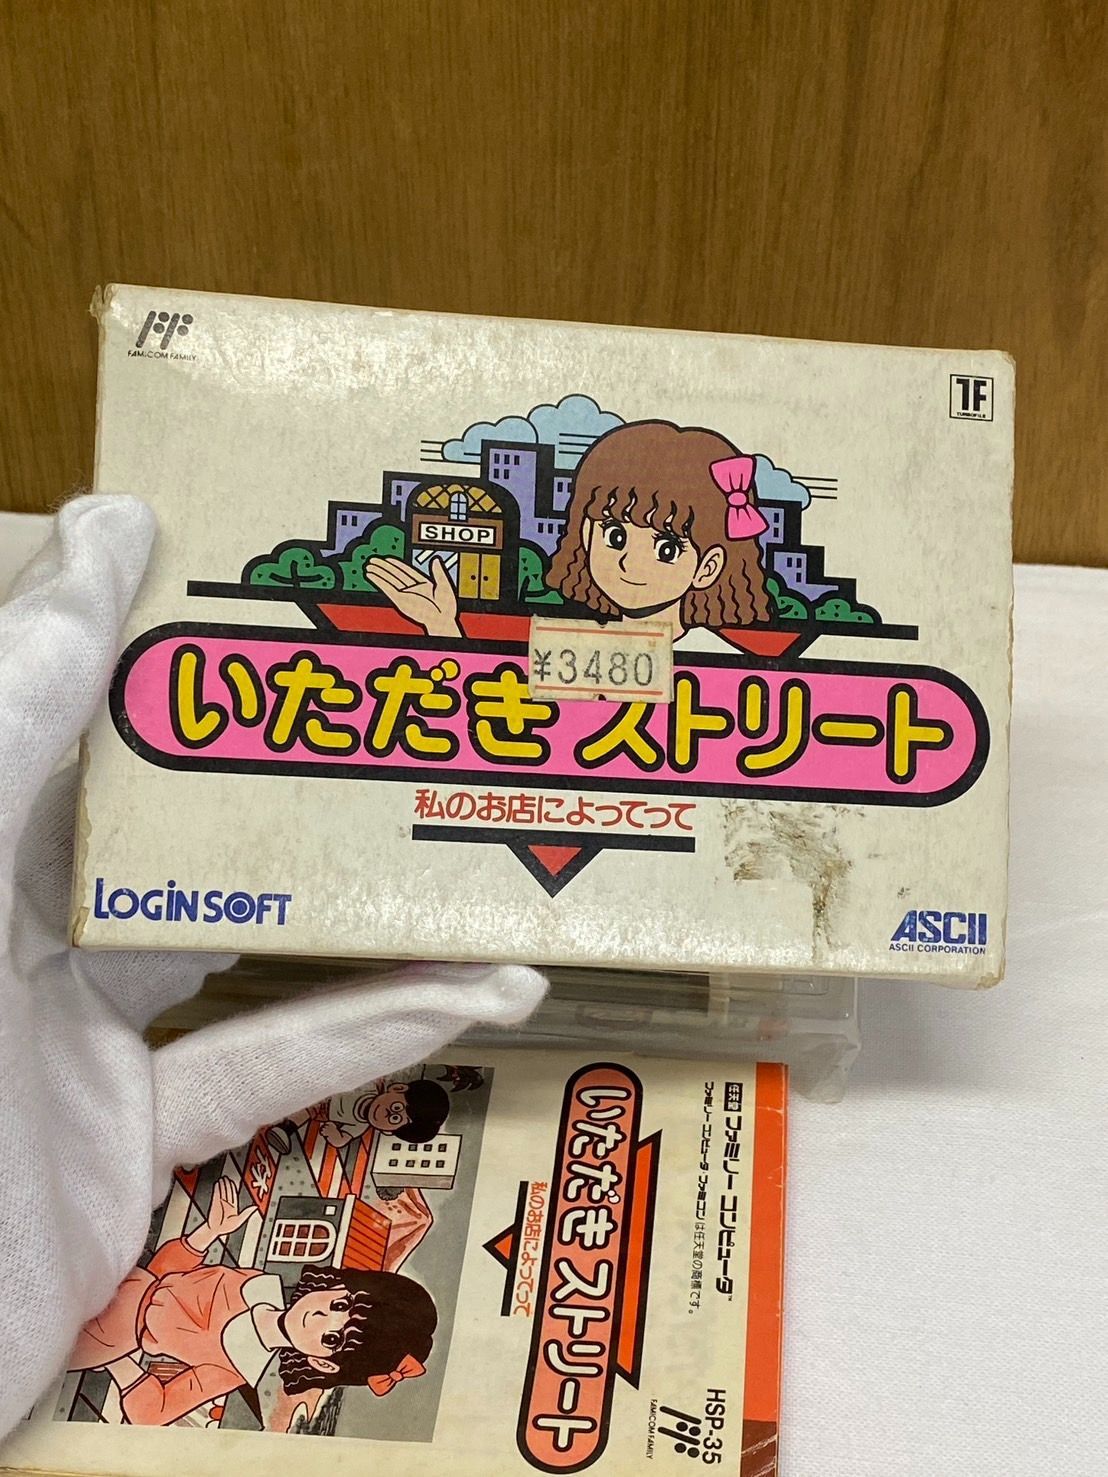 FAMICOM FAMILY
TF
TURBOFILE
SHOP
¥3480
いただきストリート
私のお店によってって
LOGiN SOFT
ASCII
ASCII CORPORATION
任天堂 ファミリー コンピュータ™
ファミリーコンピュータ・ファミコンは任天堂の商標です。
いただきストリート
私のお店によってって
HSP-35
FAMICOM FAMILY